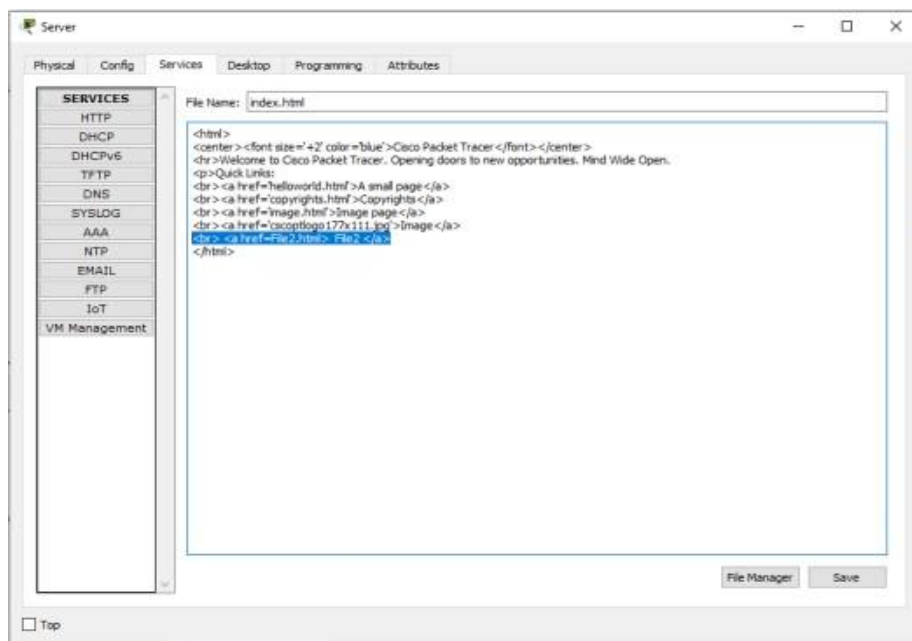 Server
Physical Config Services Desktop Programming Attributes
SERVICES
HTTP
DHCP
DHCPv6
TFTP
DNS
SYSLOG
AAA
NTP
EMAIL
FTP
IoT
VM Management
File Name: index.html
<html>
<center><font size='+2' color='blue'>Cisco Packet Tracer</font></center>
<hr>Welcome to Cisco Packet Tracer. Opening doors to new opportunities. Mind Wide Open.
<p>Quick Links:
<br><a href='helloworld.html'>A small page</a>
<br><a href='copyrights.html'>Copyrights</a>
<br><a href='image.html'>Image page</a>
<br><a href='cscoptlogo177x111.jpg'>Image</a>
<br> <a href=File2.html> File2 </a>
</html>
File Manager Save
Top